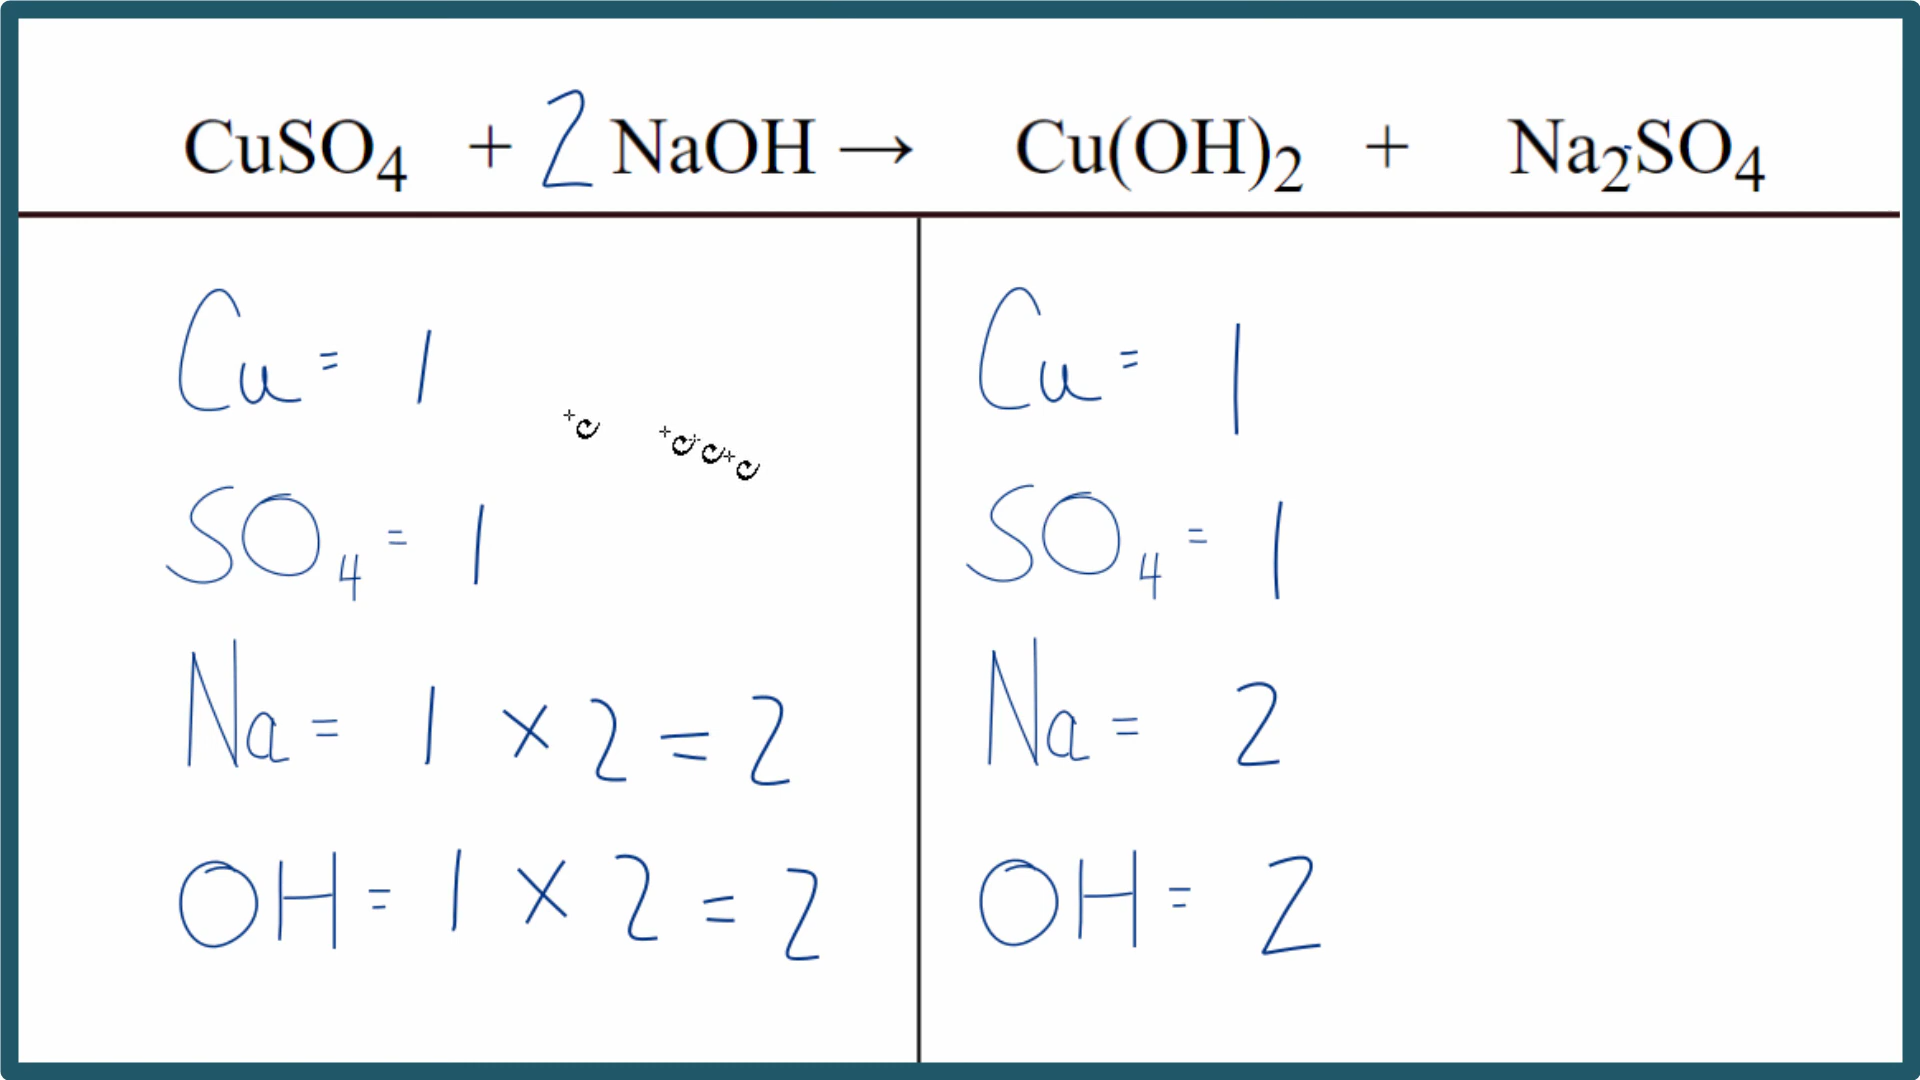 CuSO₄ + 2 NaOH → Cu(OH)₂ + Na₂SO₄
Cu = 1
SO₄ = 1
Na = 1 × 2 = 2
OH = 1 × 2 = 2
Cu = 1
SO₄ = 1
Na = 2
OH = 2